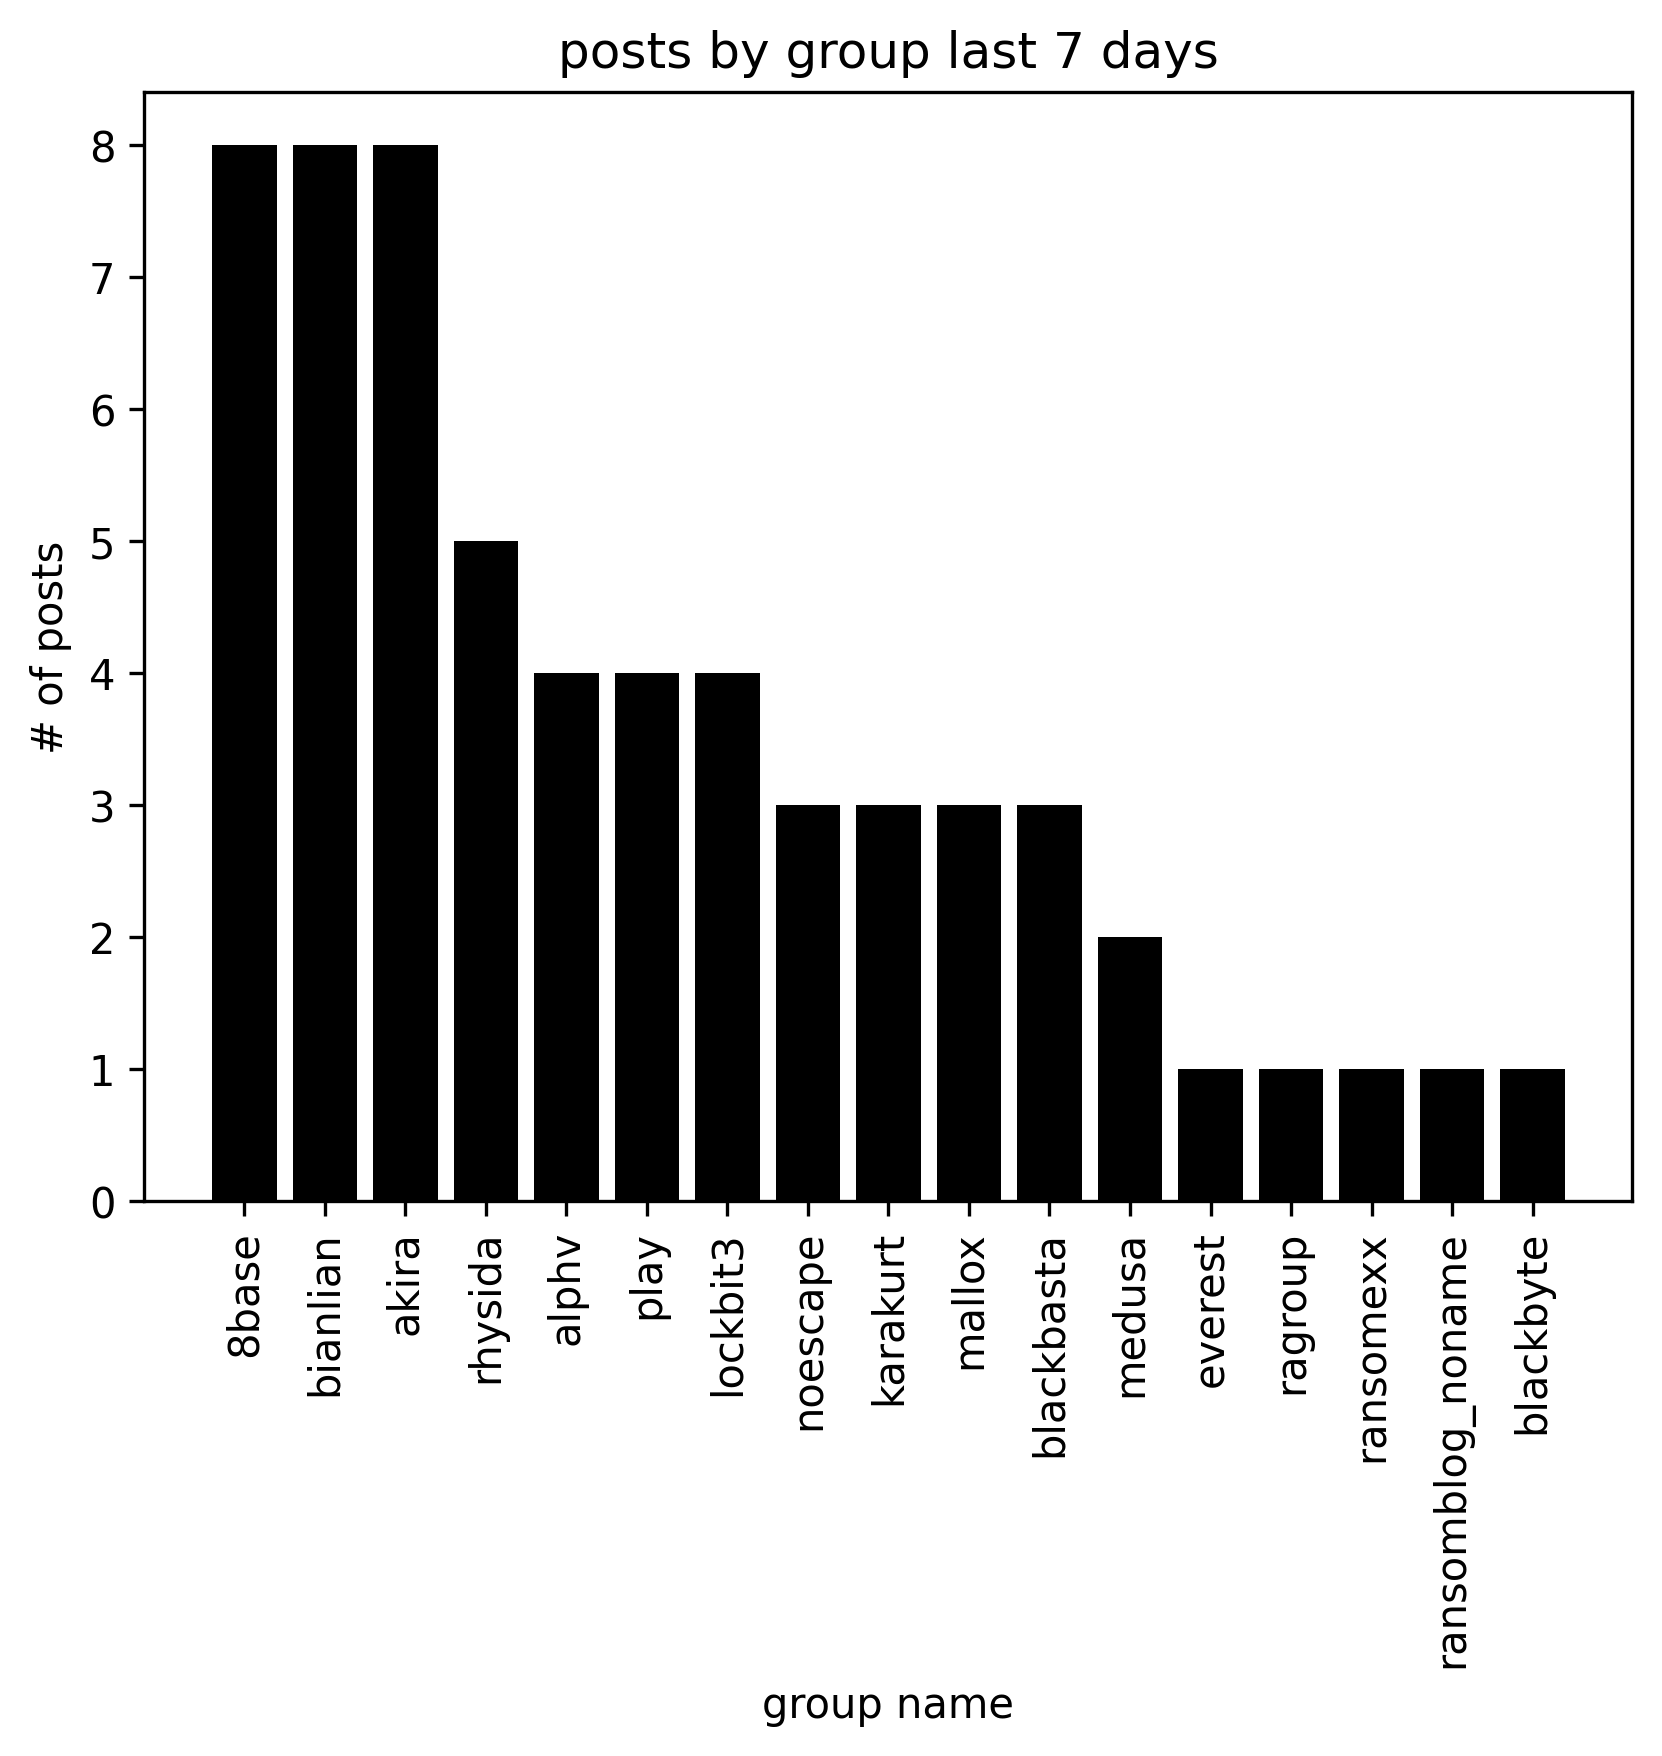 posts by group last 7 days
# of posts
8
7
6
5
4
3
2
1
0
8base
bianlian
akira
rhysida
alphv
play
lockbit3
noescape
karakurt
mallox
blackbasta
medusa
everest
ragroup
ransomexx
ransomblog_noname
blackbyte
group name